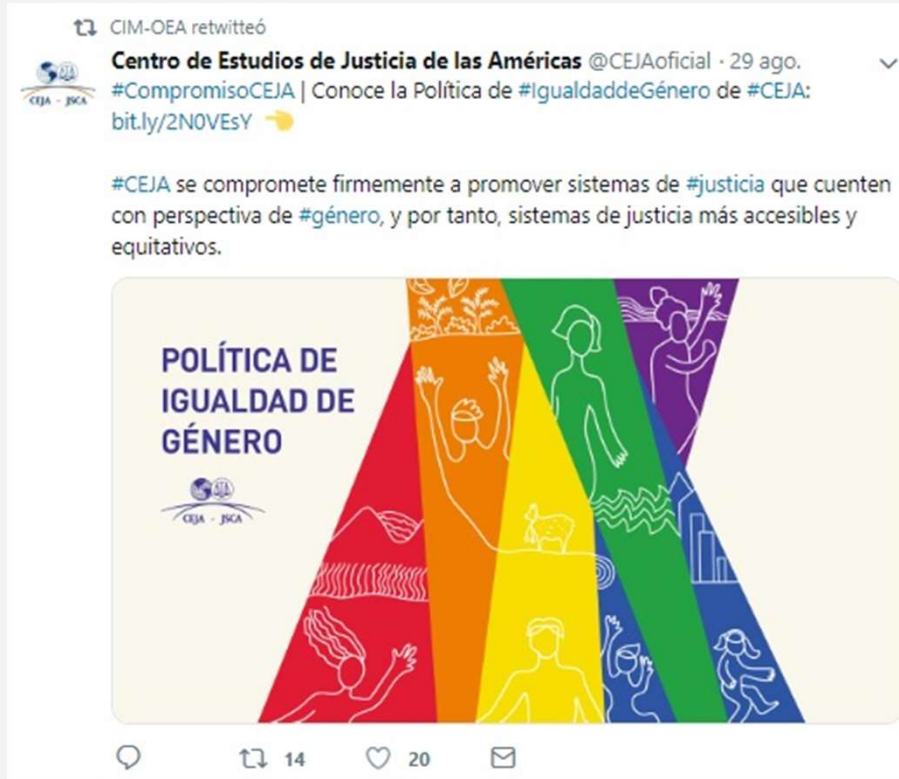 CIM-OEA retwitteó
Centro de Estudios de Justicia de las Américas @CEJAoficial · 29 ago.
#CompromisoCEJA | Conoce la Política de #IgualdaddeGénero de #CEJA:
bit.ly/2N0VEsY 👈
#CEJA se compromete firmemente a promover sistemas de #justicia que cuenten
con perspectiva de #género, y por tanto, sistemas de justicia más accesibles y
equitativos.
POLÍTICA DE
IGUALDAD DE
GÉNERO
CEJA - JSCA
CEJA - JSCA
14 20